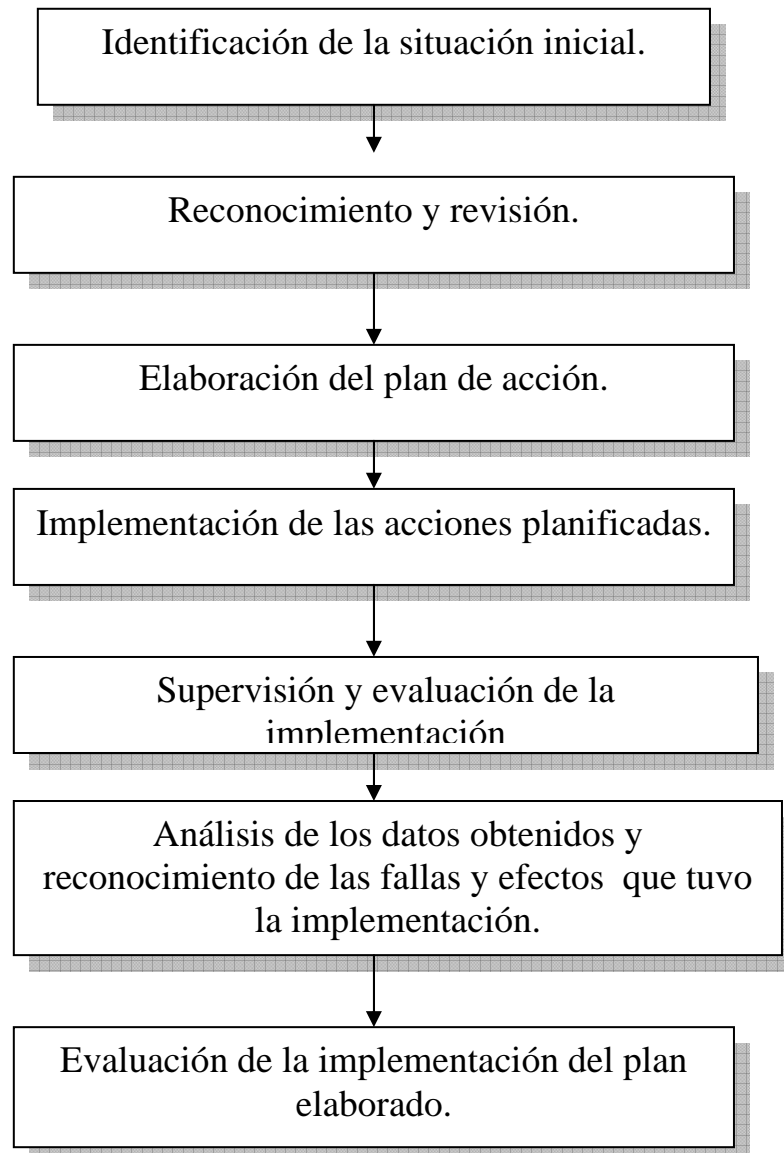 Identificación de la situación inicial.
Reconocimiento y revisión.
Elaboración del plan de acción.
Implementación de las acciones planificadas.
Supervisión y evaluación de la
implementación
Análisis de los datos obtenidos y
reconocimiento de las fallas y efectos que tuvo
la implementación.
Evaluación de la implementación del plan
elaborado.